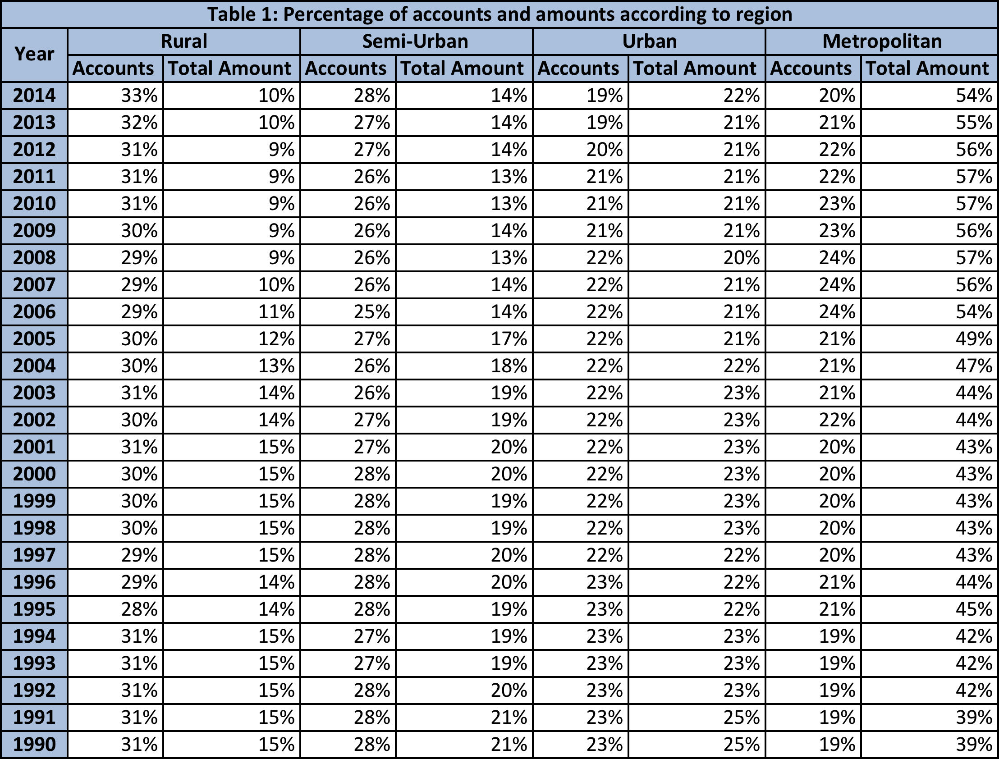 Table 1: Percentage of accounts and amounts according to region
Year Rural Semi-Urban Urban Metropolitan
Accounts Total Amount Accounts Total Amount Accounts Total Amount Accounts Total Amount
2014 33% 10% 28% 14% 19% 22% 20% 54%
2013 32% 10% 27% 14% 19% 21% 21% 55%
2012 31% 9% 27% 14% 20% 21% 22% 56%
2011 31% 9% 26% 13% 21% 21% 22% 57%
2010 31% 9% 26% 13% 21% 21% 23% 57%
2009 30% 9% 26% 14% 21% 21% 23% 56%
2008 29% 9% 26% 13% 22% 20% 24% 57%
2007 29% 10% 26% 14% 22% 21% 24% 56%
2006 29% 11% 25% 14% 22% 21% 24% 54%
2005 30% 12% 27% 17% 22% 21% 21% 49%
2004 30% 13% 26% 18% 22% 22% 21% 47%
2003 31% 14% 26% 19% 22% 23% 21% 44%
2002 30% 14% 27% 19% 22% 23% 22% 44%
2001 31% 15% 27% 20% 22% 23% 20% 43%
2000 30% 15% 28% 20% 22% 23% 20% 43%
1999 30% 15% 28% 19% 22% 23% 20% 43%
1998 30% 15% 28% 19% 22% 23% 20% 43%
1997 29% 15% 28% 20% 22% 22% 20% 43%
1996 29% 14% 28% 20% 23% 22% 21% 44%
1995 28% 14% 28% 19% 23% 22% 21% 45%
1994 31% 15% 27% 19% 23% 23% 19% 42%
1993 31% 15% 27% 19% 23% 23% 19% 42%
1992 31% 15% 28% 20% 23% 23% 19% 42%
1991 31% 15% 28% 21% 23% 25% 19% 39%
1990 31% 15% 28% 21% 23% 25% 19% 39%